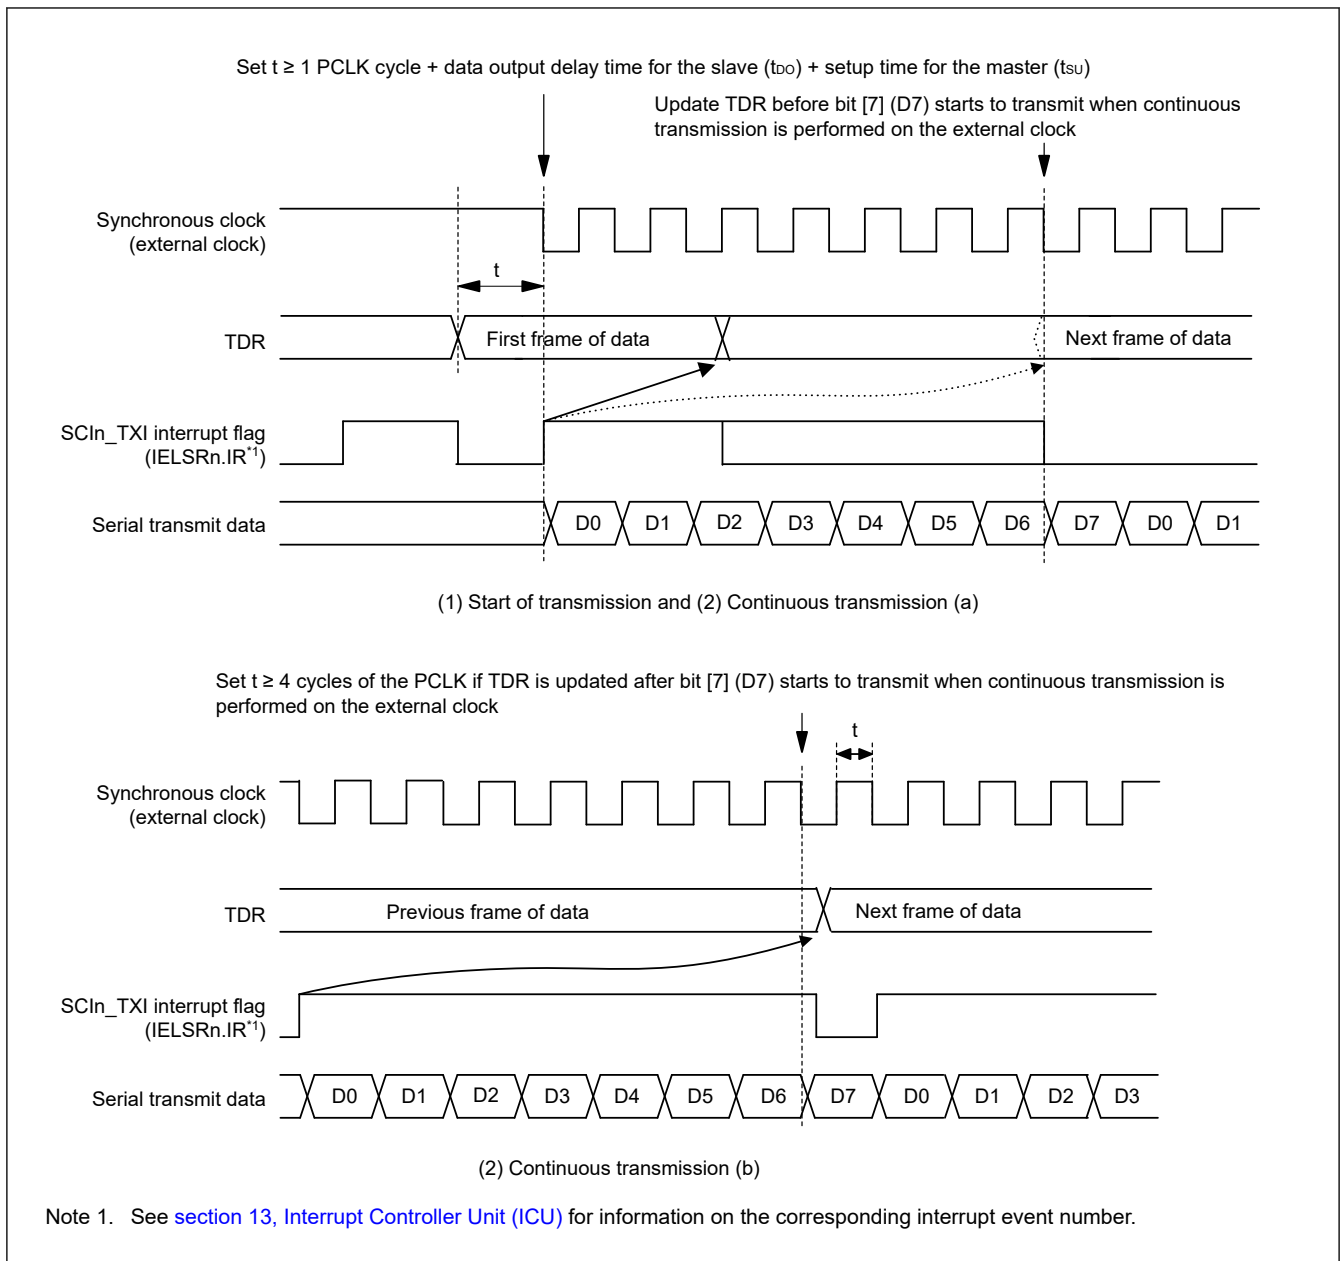 Set t ≥ 1 PCLK cycle + data output delay time for the slave (tDO) + setup time for the master (tSU)
Update TDR before bit [7] (D7) starts to transmit when continuous
transmission is performed on the external clock
Synchronous clock
(external clock)
t
TDR
First frame of data
Next frame of data
SCIn_TXI interrupt flag
(IELSRn.IR*1)
Serial transmit data
D0 D1 D2 D3 D4 D5 D6 D7 D0 D1
(1) Start of transmission and (2) Continuous transmission (a)
Set t ≥ 4 cycles of the PCLK if TDR is updated after bit [7] (D7) starts to transmit when continuous transmission is
performed on the external clock
t
Synchronous clock
(external clock)
TDR
Previous frame of data
Next frame of data
SCIn_TXI interrupt flag
(IELSRn.IR*1)
Serial transmit data
D0 D1 D2 D3 D4 D5 D6 D7 D0 D1 D2 D3
(2) Continuous transmission (b)
Note 1. See section 13, Interrupt Controller Unit (ICU) for information on the corresponding interrupt event number.